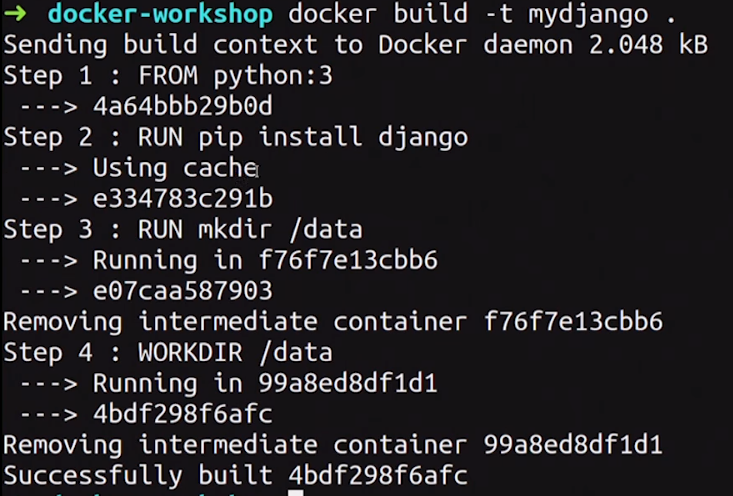 ➜ docker-workshop docker build -t mydjango .
Sending build context to Docker daemon 2.048 kB
Step 1 : FROM python:3
 ---> 4a64bbb29b0d
Step 2 : RUN pip install django
 ---> Using cache
 ---> e334783c291b
Step 3 : RUN mkdir /data
 ---> Running in f76f7e13cbb6
 ---> e07caa587903
Removing intermediate container f76f7e13cbb6
Step 4 : WORKDIR /data
 ---> Running in 99a8ed8df1d1
 ---> 4bdf298f6afc
Removing intermediate container 99a8ed8df1d1
Successfully built 4bdf298f6afc